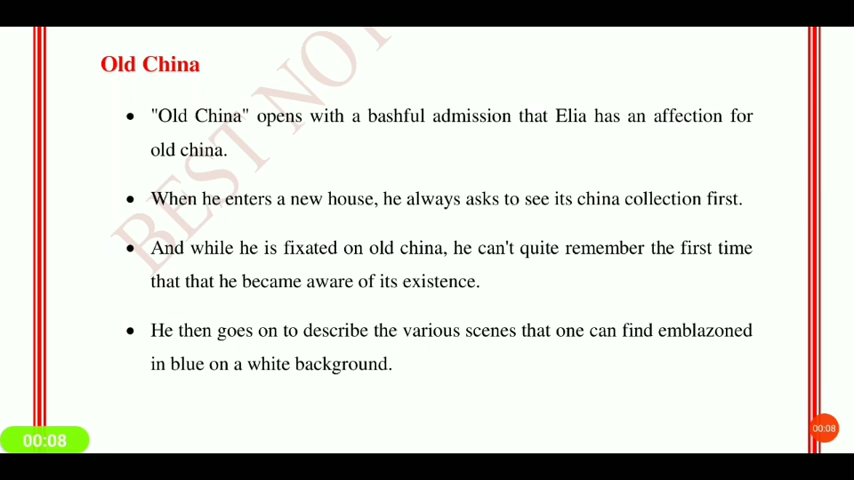 Old China
• "Old China" opens with a bashful admission that Elia has an affection for
old china.
• When he enters a new house, he always asks to see its china collection first.
• And while he is fixated on old china, he can't quite remember the first time
that that he became aware of its existence.
• He then goes on to describe the various scenes that one can find emblazoned
in blue on a white background.
BEST NOT
00:08
00:08